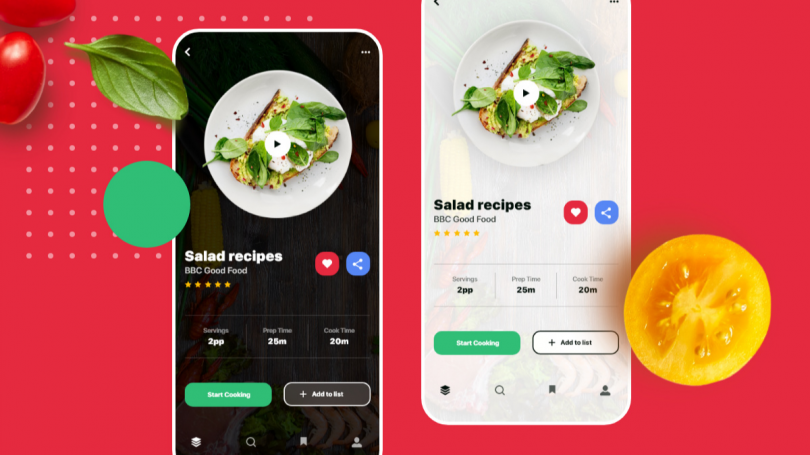 Salad recipes
BBC Good Food
Servings Prep Time Cook Time
2pp 25m 20m
Start Cooking + Add to list
Salad recipes
BBC Good Food
Servings Prep Time Cook Time
2pp 25m 20m
Start Cooking + Add to list